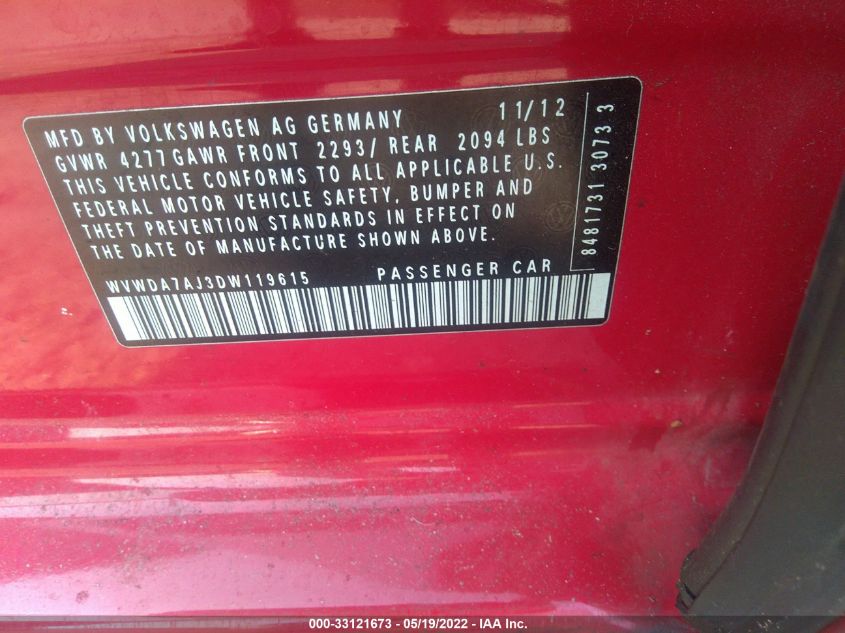 MFD BY VOLKSWAGEN AG GERMANY 11/12
GVWR 4277 GAWR FRONT 2293/ REAR 2094 LBS
THIS VEHICLE CONFORMS TO ALL APPLICABLE U.S.
FEDERAL MOTOR VEHICLE SAFETY, BUMPER AND
THEFT PREVENTION STANDARDS IN EFFECT ON
THE DATE OF MANUFACTURE SHOWN ABOVE.
WVWDA7AJ3DW119615 PASSENGER CAR
8481731 3073 3
000-33121673 - 05/19/2022 - IAA Inc.